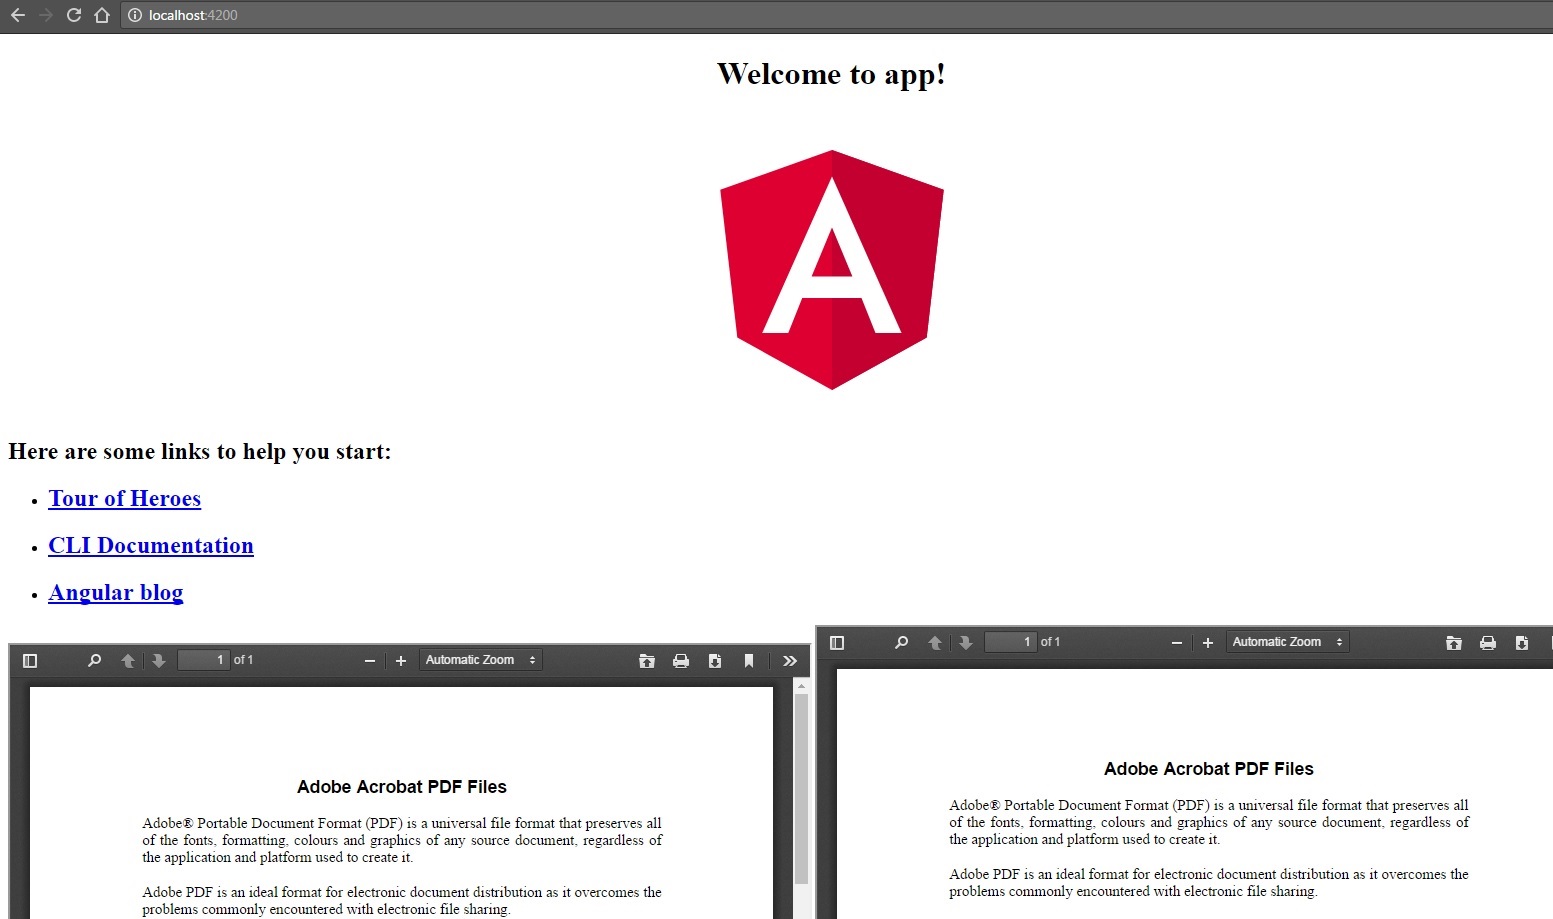 localhost:4200
Welcome to app!
A
Here are some links to help you start:
Tour of Heroes
CLI Documentation
Angular blog
1 of 1
Automatic Zoom
Adobe Acrobat PDF Files
Adobe® Portable Document Format (PDF) is a universal file format that preserves all
of the fonts, formatting, colours and graphics of any source document, regardless of
the application and platform used to create it.
Adobe PDF is an ideal format for electronic document distribution as it overcomes the
problems commonly encountered with electronic file sharing.
1 of 1
Automatic Zoom
Adobe Acrobat PDF Files
Adobe® Portable Document Format (PDF) is a universal file format that preserves all
of the fonts, formatting, colours and graphics of any source document, regardless of
the application and platform used to create it.
Adobe PDF is an ideal format for electronic document distribution as it overcomes the
problems commonly encountered with electronic file sharing.